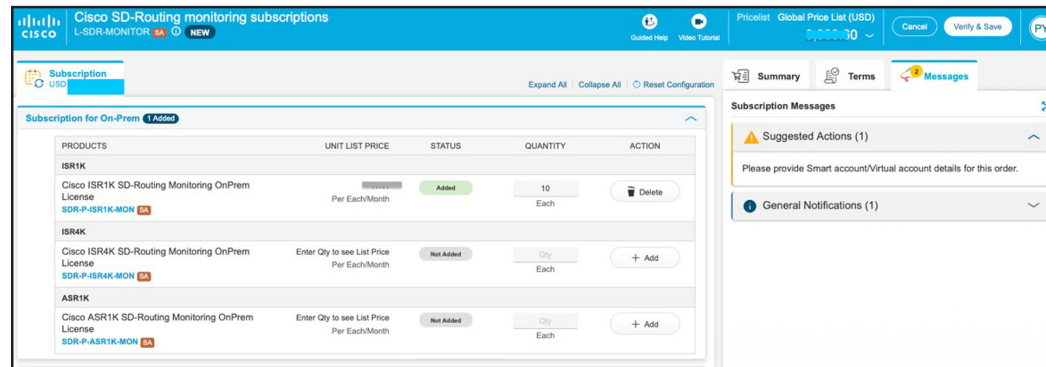 CISCO
Cisco SD-Routing monitoring subscriptions
L-SDR-MONITOR SA NEW
Guided Help
Video Tutorial
Pricelist Global Price List (USD)
Cancel
Verify & Save
PY
Subscription
USD
Expand All
Collapse All
Reset Configuration
Summary
Terms
2
Messages
Subscription for On-Prem 1 Added
PRODUCTS UNIT LIST PRICE STATUS QUANTITY ACTION
ISR1K
Cisco ISR1K SD-Routing Monitoring OnPrem
License
SDR-P-ISR1K-MON SA
Per Each/Month
Added
10
Each
Delete
ISR4K
Cisco ISR4K SD-Routing Monitoring OnPrem
License
SDR-P-ISR4K-MON SA
Enter Qty to see List Price
Per Each/Month
Not Added
Qty
Each
+ Add
ASR1K
Cisco ASR1K SD-Routing Monitoring OnPrem
License
SDR-P-ASR1K-MON SA
Enter Qty to see List Price
Per Each/Month
Not Added
Qty
Each
+ Add
Subscription Messages
Suggested Actions (1)
Please provide Smart account/Virtual account details for this order.
General Notifications (1)